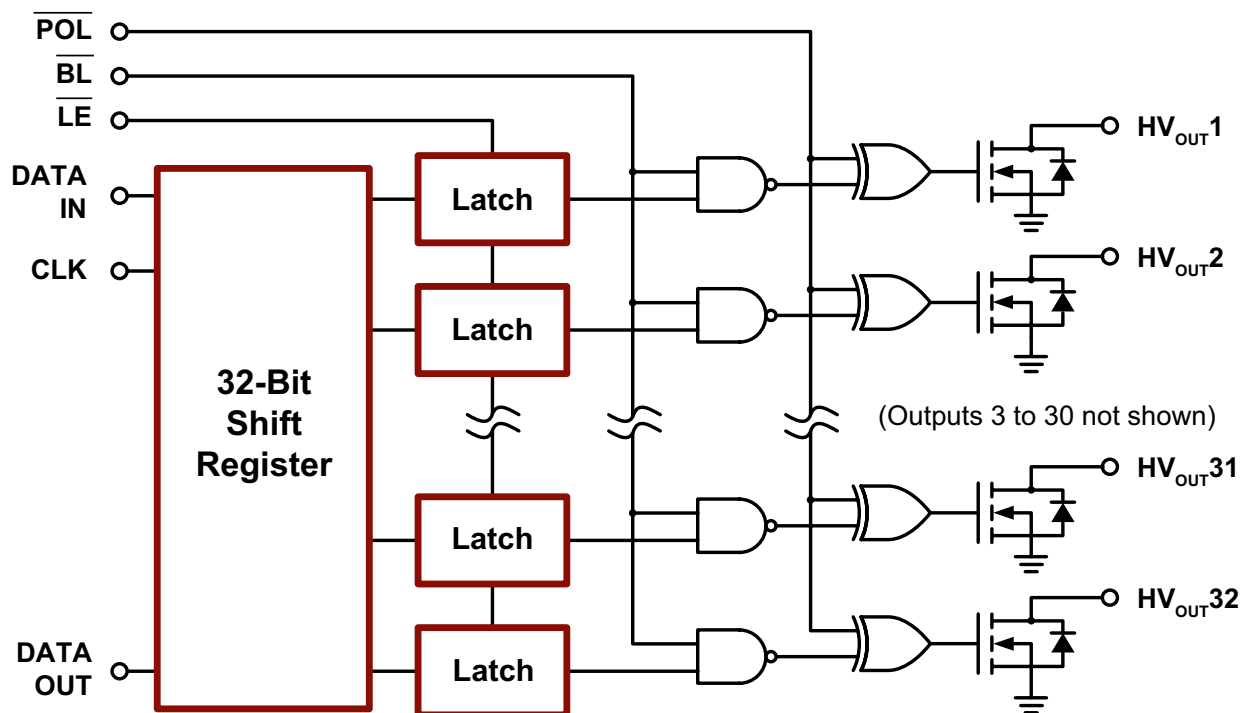 POL
BL
LE
DATA
IN
CLK
DATA
OUT
32-Bit
Shift
Register
Latch
Latch
Latch
Latch
HVOUT1
HVOUT2
(Outputs 3 to 30 not shown)
HVOUT31
HVOUT32